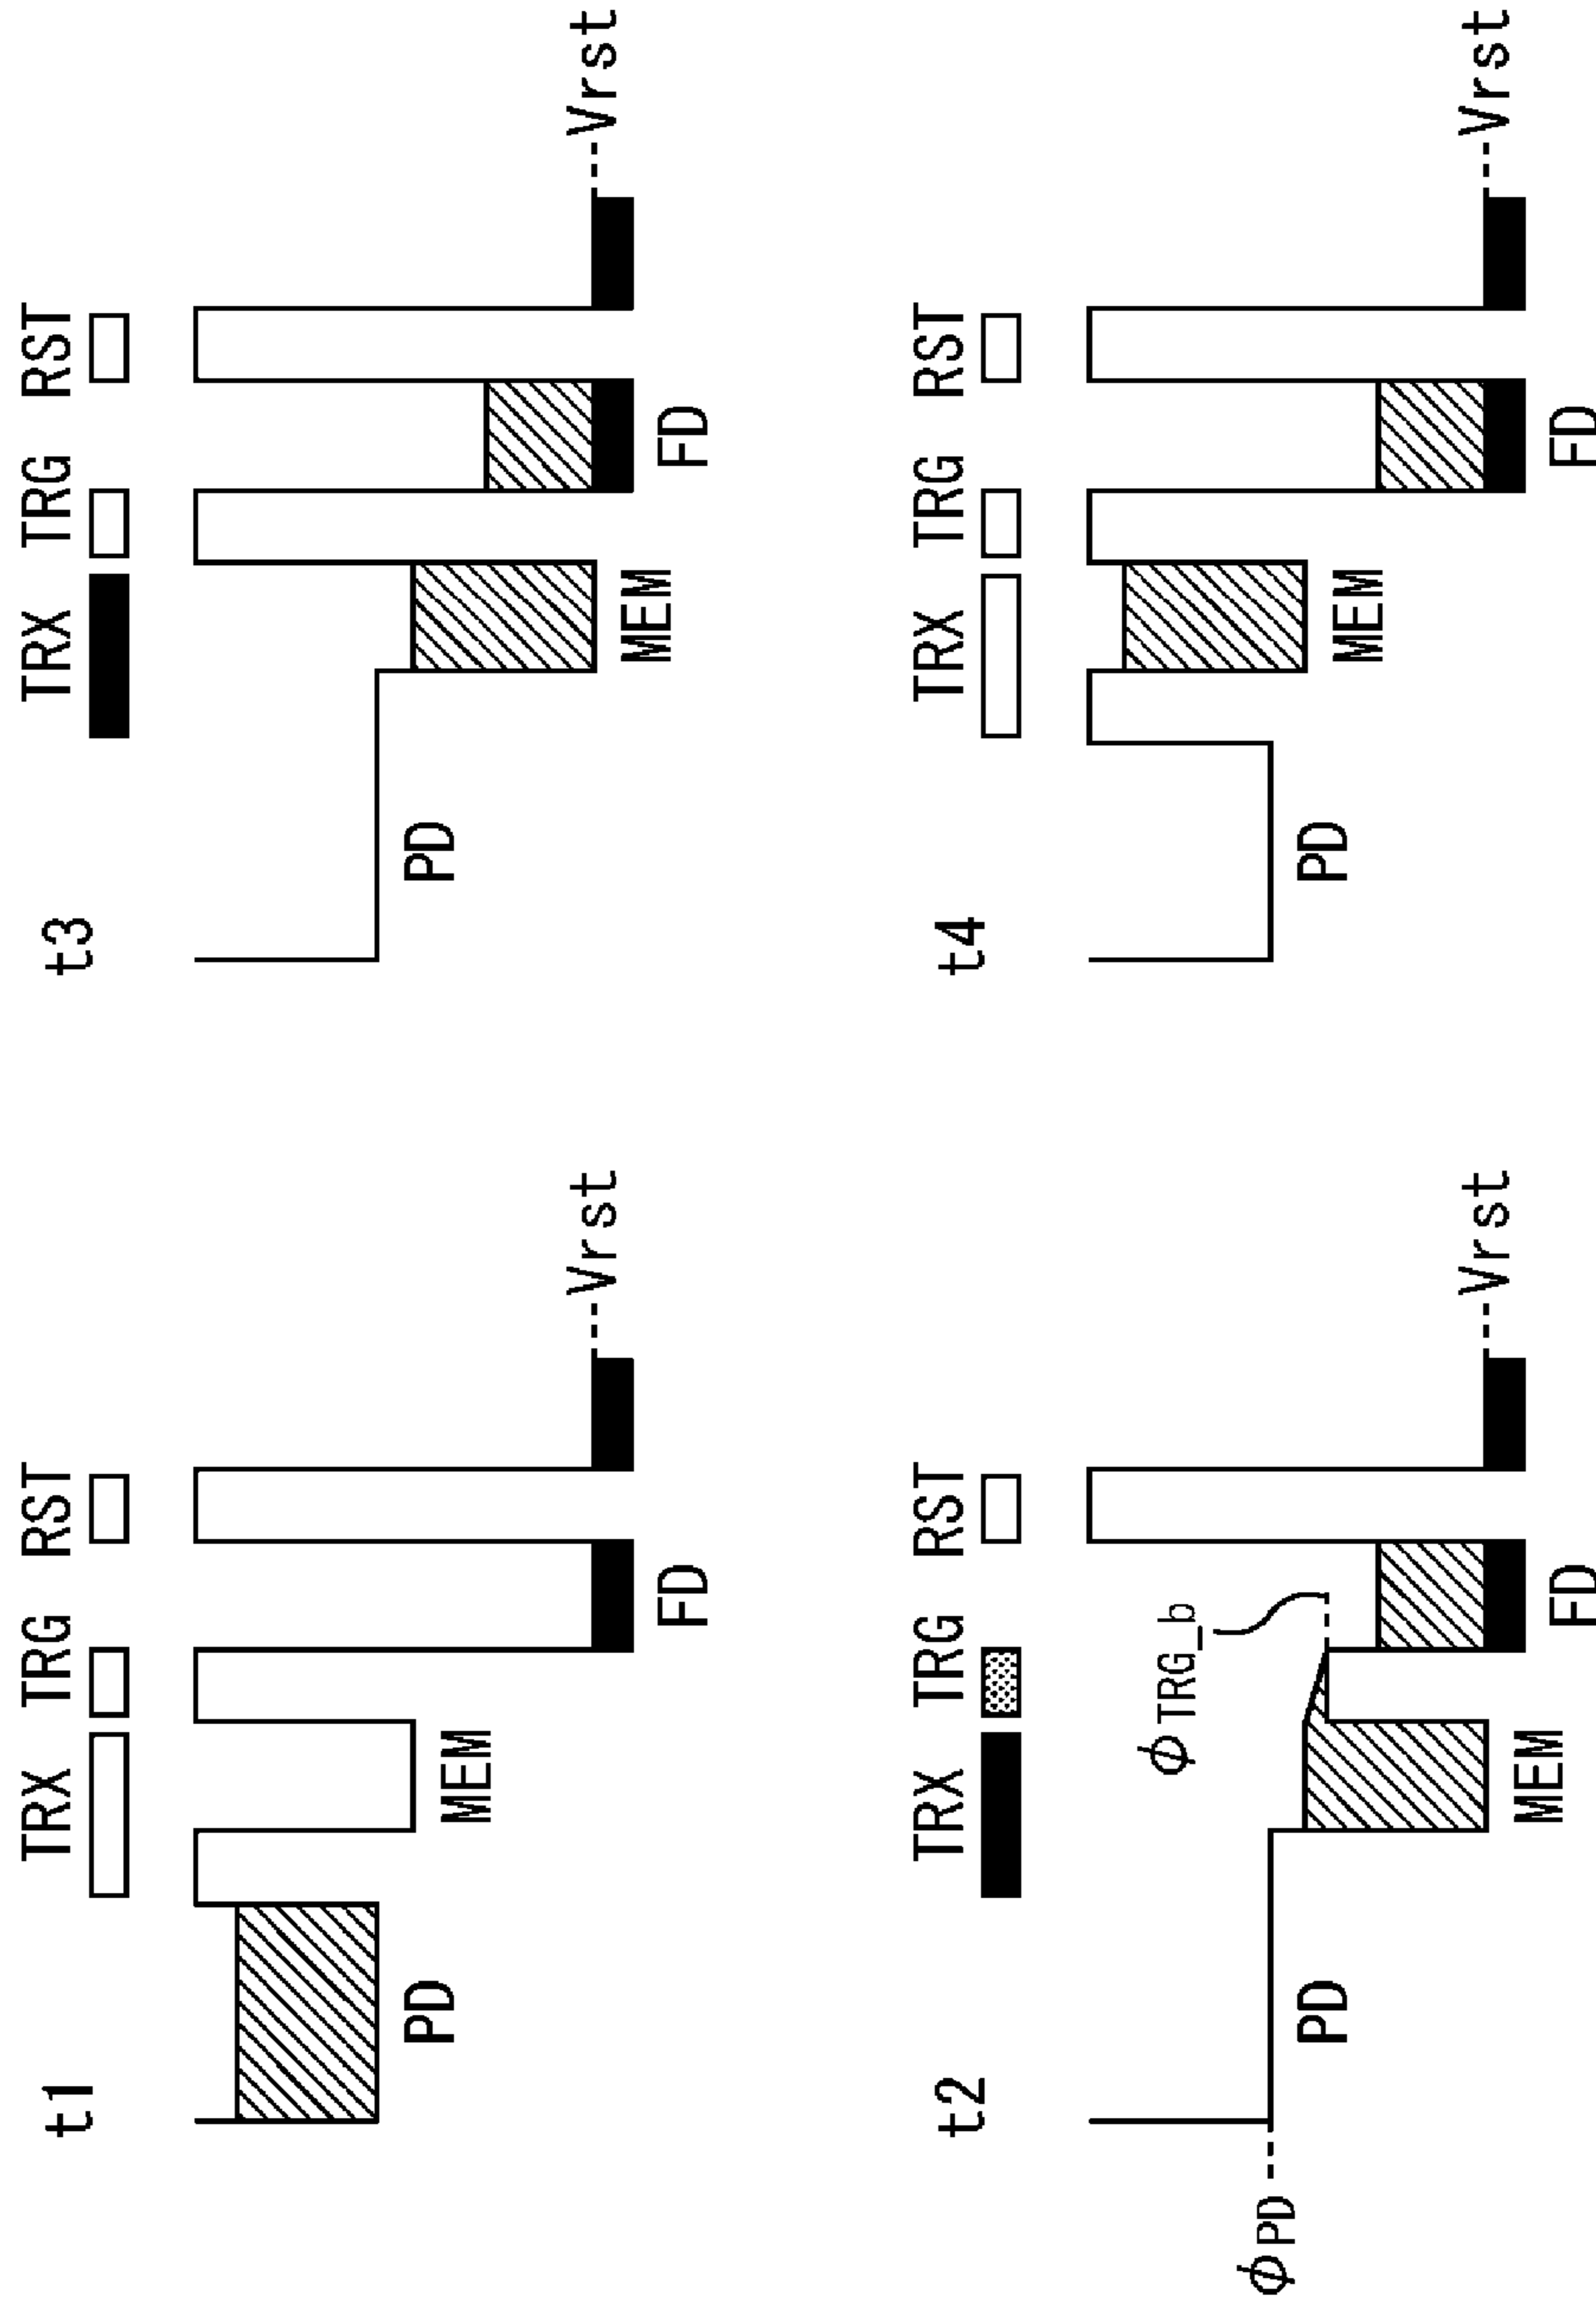 t1
TRX TRG RST
Vrst
PD
MEM
FD
t2
TRX TRG RST
φTRG_b
φPD
Vrst
PD
MEM
FD
t3
TRX TRG RST
Vrst
PD
MEM
FD
t4
TRX TRG RST
Vrst
PD
MEM
FD